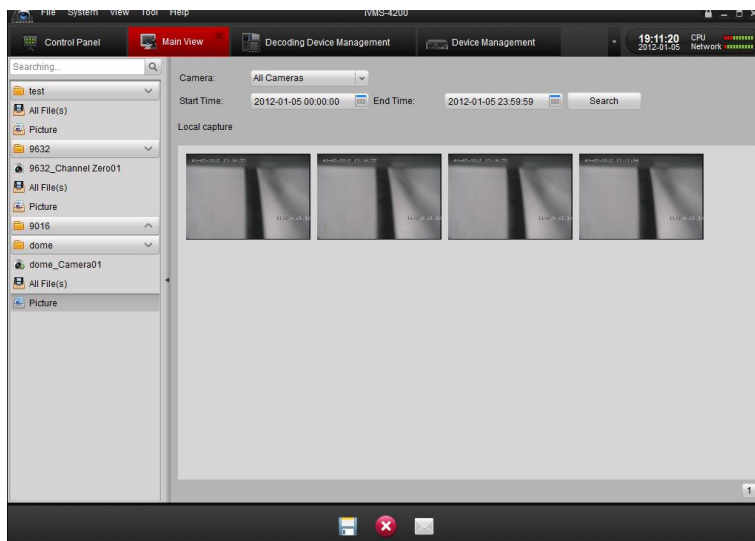 File System View Tool Help iVMS-4200
Control Panel Main View Decoding Device Management Device Management 19:11:20 CPU
2012-01-05 Network
Searching...
Camera: All Cameras
test
Start Time: 2012-01-05 00:00:00 End Time: 2012-01-05 23:59:59 Search
All File(s)
Picture
Local capture
9632
9632_Channel Zero01
All File(s)
Picture
9016
dome
dome_Camera01
All File(s)
Picture
1